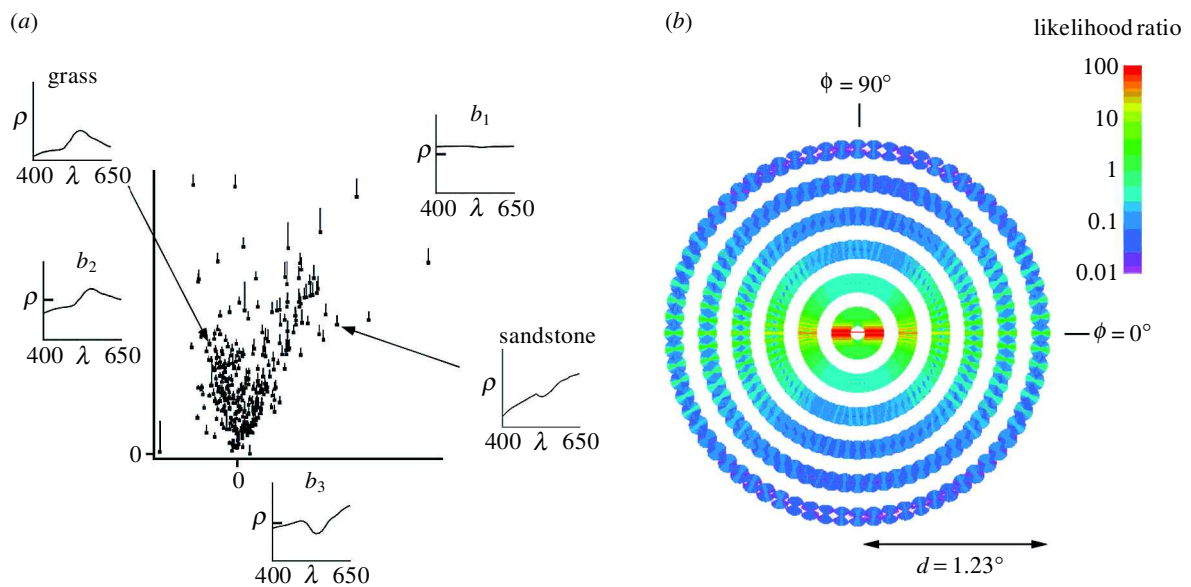 (a)
grass
ρ
400 λ 650
b1
ρ
400 λ 650
b2
ρ
400 λ 650
sandstone
ρ
400 λ 650
0
0
b3
ρ
400 λ 650
(b)
likelihood ratio
100
10
1
0.1
0.01
ϕ = 90°
ϕ = 0°
d = 1.23°